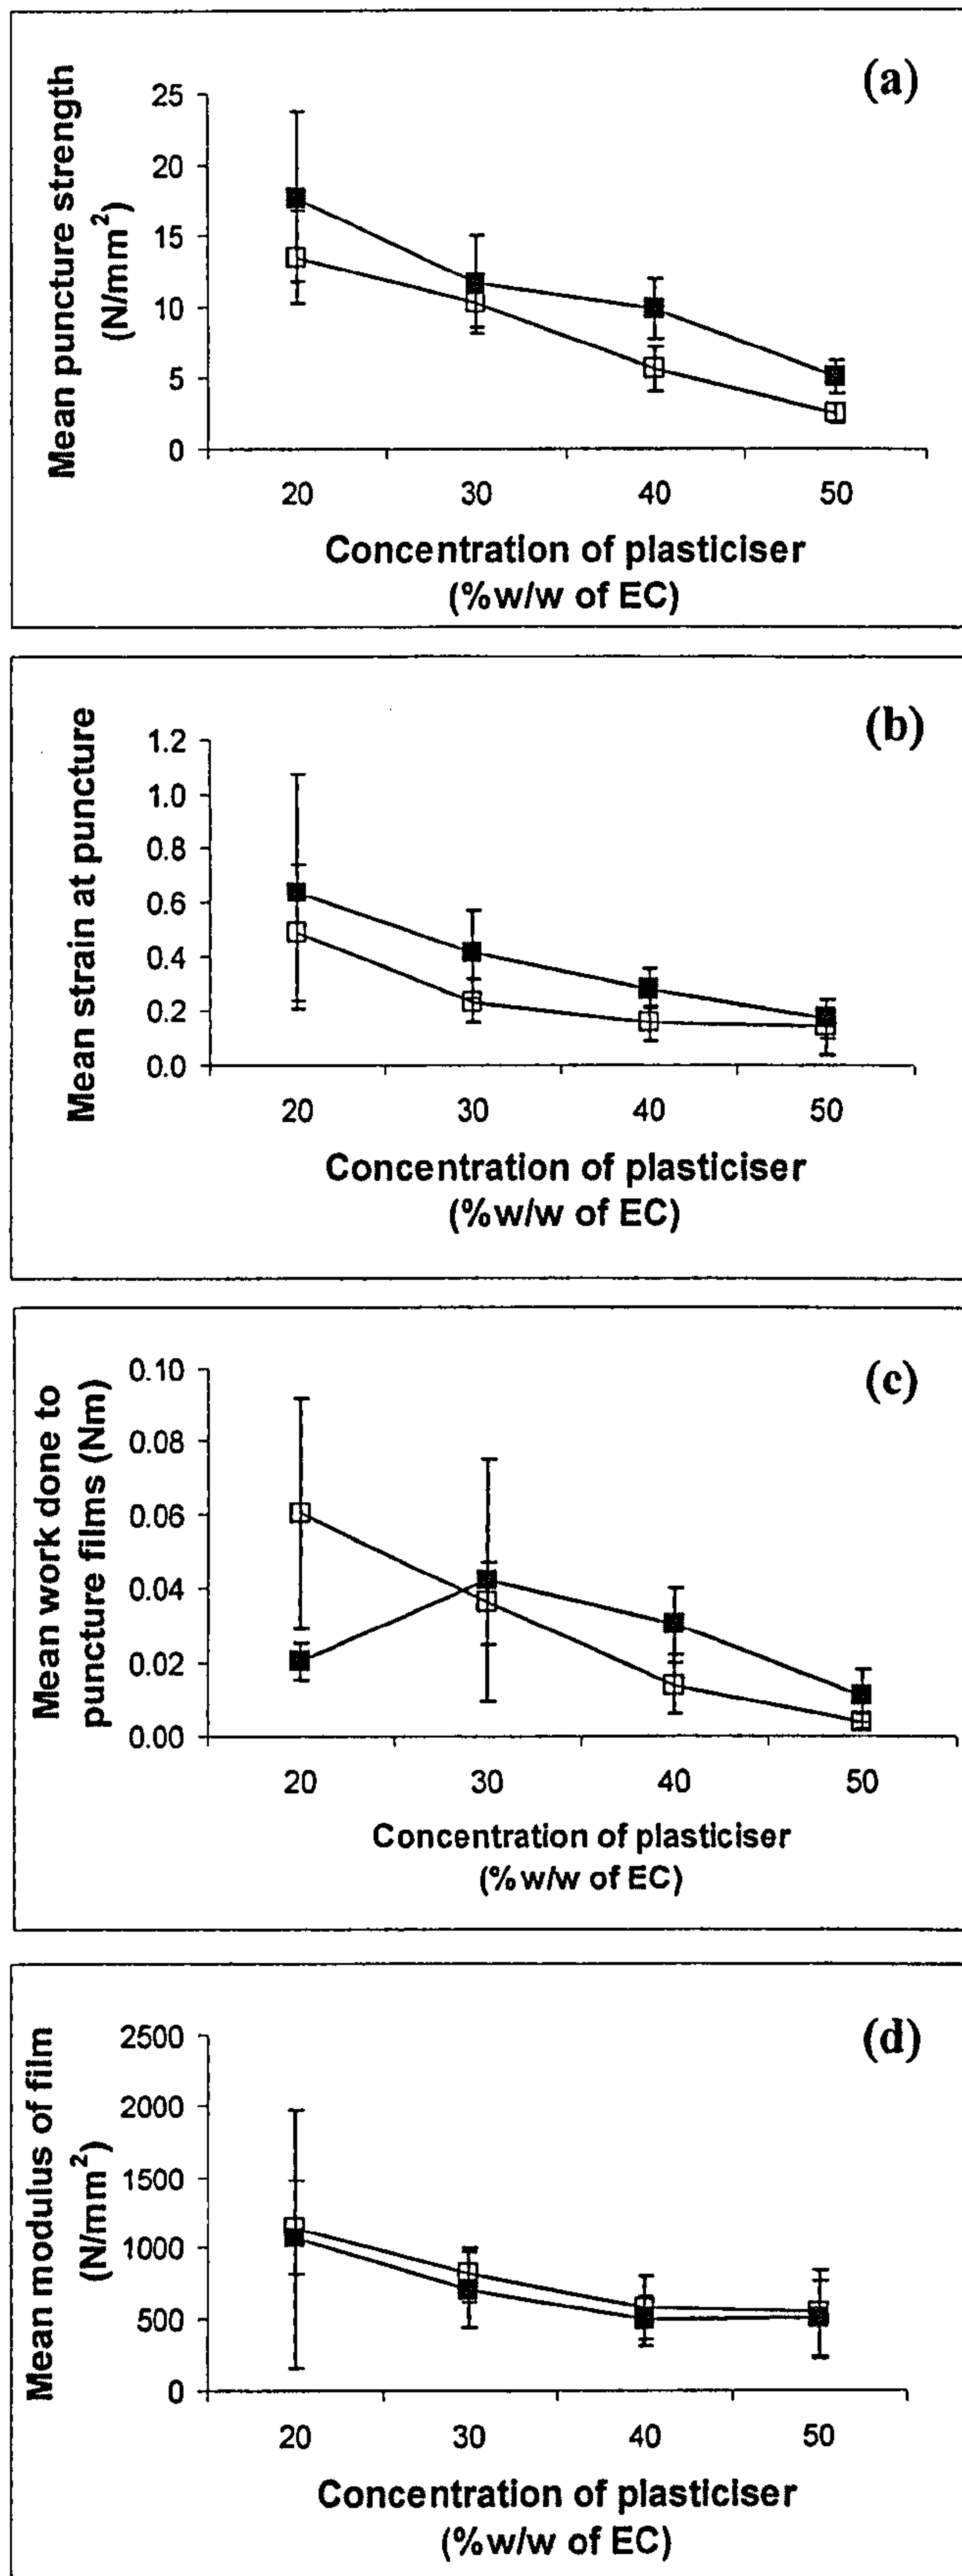 (a)
Mean puncture strength
(N/mm²)
25
20
15
10
5
0
20 30 40 50
Concentration of plasticiser
(%w/w of EC)
(b)
Mean strain at puncture
1.2
1.0
0.8
0.6
0.4
0.2
0.0
20 30 40 50
Concentration of plasticiser
(%w/w of EC)
(c)
Mean work done to
puncture films (Nm)
0.10
0.08
0.06
0.04
0.02
0.00
20 30 40 50
Concentration of plasticiser
(%w/w of EC)
(d)
Mean modulus of film
(N/mm²)
2500
2000
1500
1000
500
0
20 30 40 50
Concentration of plasticiser
(%w/w of EC)